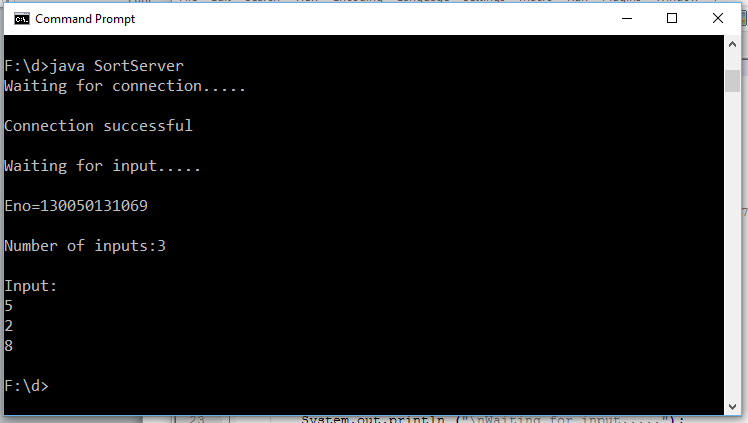 Command Prompt
F:\d>java SortServer
Waiting for connection.....
Connection successful
Waiting for input.....
Eno=130050131069
Number of inputs:3
Input:
5
2
8
F:\d>
23 System.out.println ("\nWaiting for input.....");